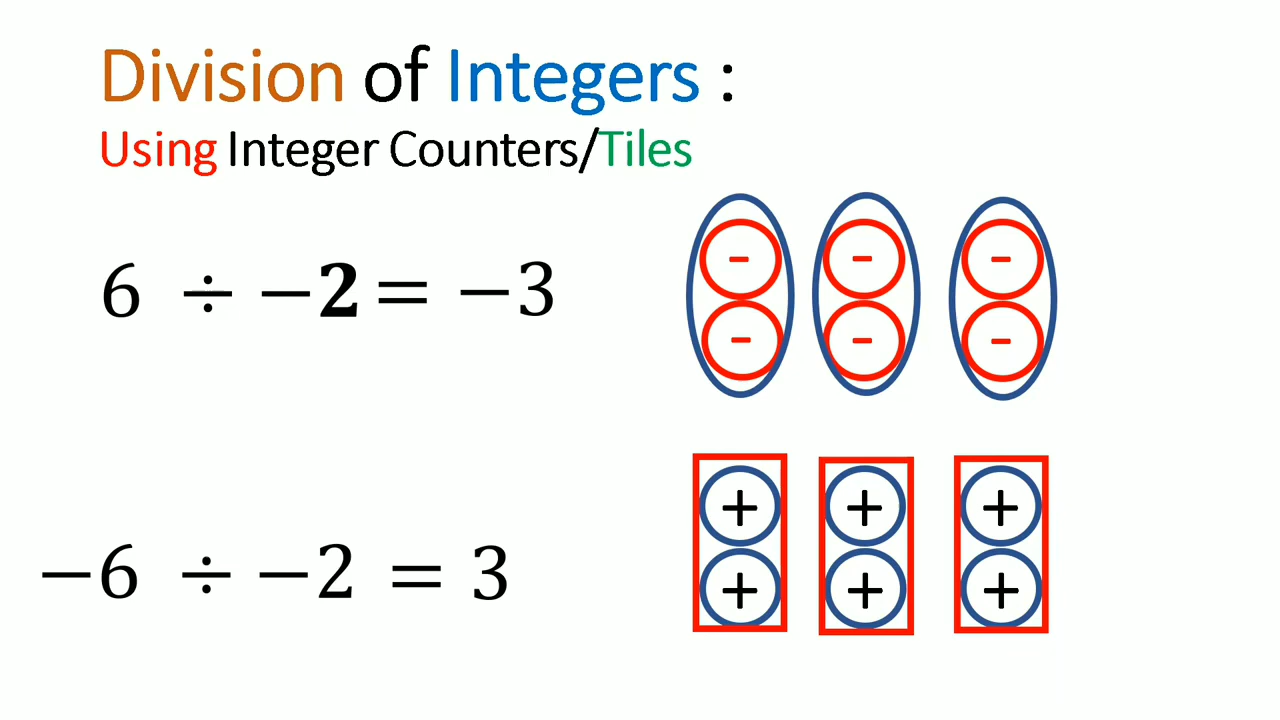 Division of Integers :
Using Integer Counters/Tiles
6 ÷ −2 = −3
- - -
- - -
−6 ÷ −2 = 3
+ + +
+ + +